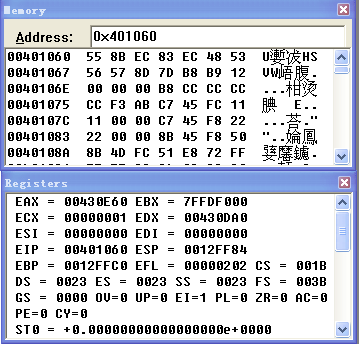 Memory
Address: 0x401060
00401060 55 8B EC 83 EC 48 53 U嬱冹HS
00401067 56 57 8D 7D B8 B9 12 VW峿腹.
0040106E 00 00 00 B8 CC CC CC ...柑烫
00401075 CC F3 AB C7 45 FC 11 腆 E..
0040107C 11 00 00 C7 45 F8 22 ...荅."
00401083 22 00 00 8B 45 F8 50 "..婨鳳
0040108A 8B 4D FC 51 E8 72 FF
Registers
EAX = 00430E60 EBX = 7FFDF000
ECX = 00000001 EDX = 00430DA0
ESI = 00000000 EDI = 00000000
EIP = 00401060 ESP = 0012FF84
EBP = 0012FFC0 EFL = 00000202 CS = 001B
DS = 0023 ES = 0023 SS = 0023 FS = 003B
GS = 0000 OV=0 UP=0 EI=1 PL=0 ZR=0 AC=0
PE=0 CY=0
ST0 = +0.00000000000000000e+0000